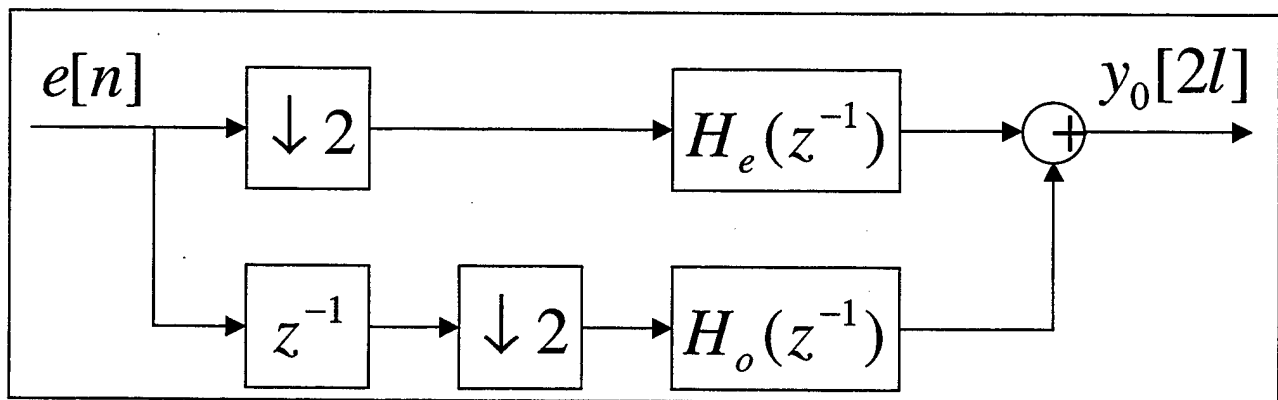 e[n]
↓ 2
H_e(z^{-1})
+
y_0[2l]
z^{-1}
↓ 2
H_o(z^{-1})